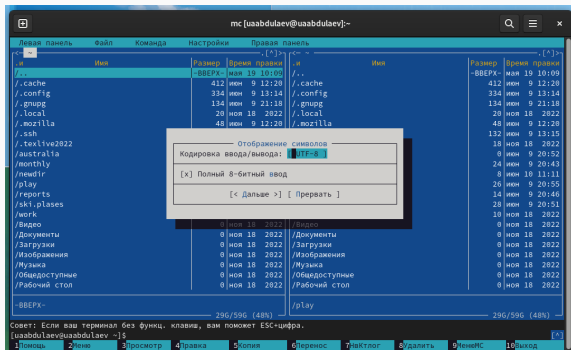 mc [uaabdulaev@uaabdulaev]:~
Левая панель Файл Команда Настройки Правая панель
<- ~ .[^]> <- ~ .[^]>
.и Имя Размер Время правки .и Имя Размер Время правки
/.. -ВВЕРХ- мая 19 10:09 /.. -ВВЕРХ- мая 19 10:09
/.cache 412 июн 9 12:20 /.cache 412 июн 9 12:20
/.config 334 июн 9 13:14 /.config 334 июн 9 13:14
/.gnupg 134 июн 9 21:18 /.gnupg 134 июн 9 21:18
/.local 20 ноя 18 2022 /.local 20 ноя 18 2022
/.mozilla 48 июн 9 12:20 /.mozilla 48 июн 9 12:20
/.ssh 132 июн 9 13:15
/.texlive2022 18 ноя 18 2022
/australia 0 июн 9 20:52
/monthly 24 июн 9 20:43
/newdir 8 июн 10 11:11
/play 26 июн 9 20:55
/reports 14 июн 9 20:46
/ski.plases 28 июн 9 20:51
/work 10 ноя 18 2022
Отображение символов
Кодировка ввода/вывода: [ UTF-8 ]
[x] Полный 8-битный ввод
[< Дальше >] [ Прервать ]
/Видео 0 ноя 18 2022 /Видео 0 ноя 18 2022
/Документы 0 ноя 18 2022 /Документы 0 ноя 18 2022
/Загрузки 0 ноя 18 2022 /Загрузки 0 ноя 18 2022
/Изображения 0 ноя 18 2022 /Изображения 0 ноя 18 2022
/Музыка 0 ноя 18 2022 /Музыка 0 ноя 18 2022
/Общедоступные 0 ноя 18 2022 /Общедоступные 0 ноя 18 2022
/Рабочий стол 0 ноя 18 2022 /Рабочий стол 0 ноя 18 2022
-ВВЕРХ- /play
29G/59G (48%) 29G/59G (48%)
Совет: Если ваш терминал без функц. клавиш, вам поможет ESC+цифра.
[uaabdulaev@uaabdulaev ~]$ [^]
1Помощь 2Меню 3Просмотр 4Правка 5Копия 6Перенос 7НвКтлог 8Удалить 9МенюMC 10Выход